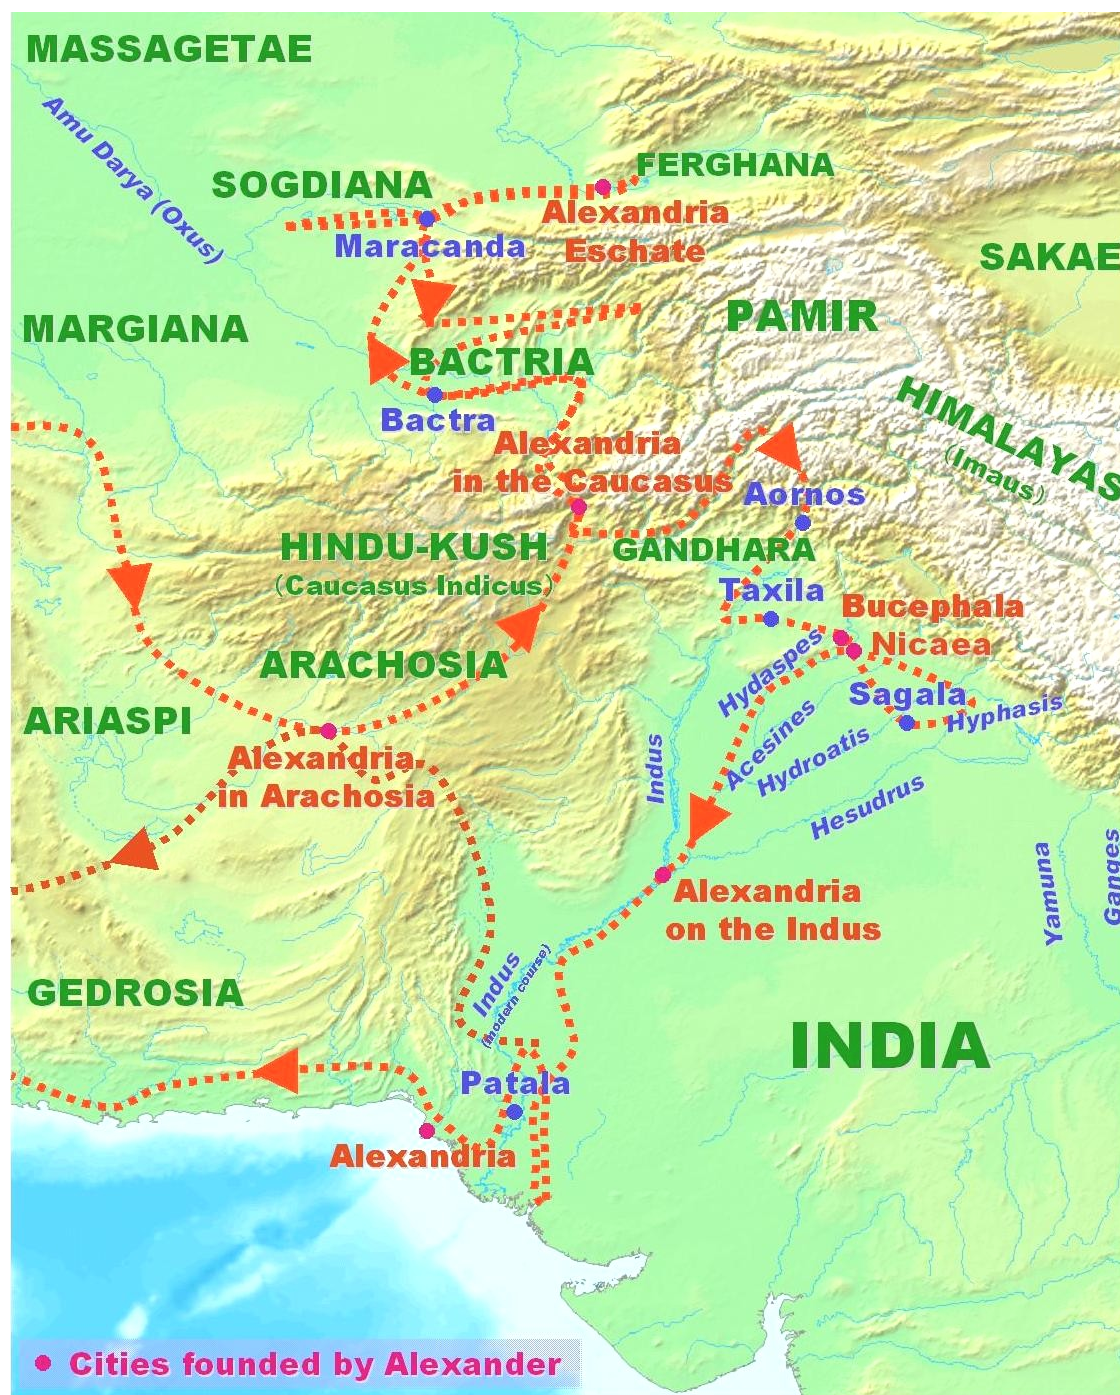 MASSAGETAE
Amu Darya (Oxus)
FERGHANA
SOGDIANA
Alexandria
Eschate
Maracanda
SAKAE
PAMIR
MARGIANA
BACTRIA
HIMALAYAS
(Imaus)
Bactra
Alexandria
in the Caucasus
Aornos
HINDU-KUSH
(Caucasus Indicus)
GANDHARA
Taxila
Bucephala
Nicaea
ARACHOSIA
Hydaspes
Sagala
Hyphasis
ARIASPI
Acesines
Hydroatis
Indus
Alexandria
in Arachosia
Hesudrus
Yamuna
Ganges
Alexandria
on the Indus
Indus
(modern course)
GEDROSIA
INDIA
Patala
Alexandria
Cities founded by Alexander